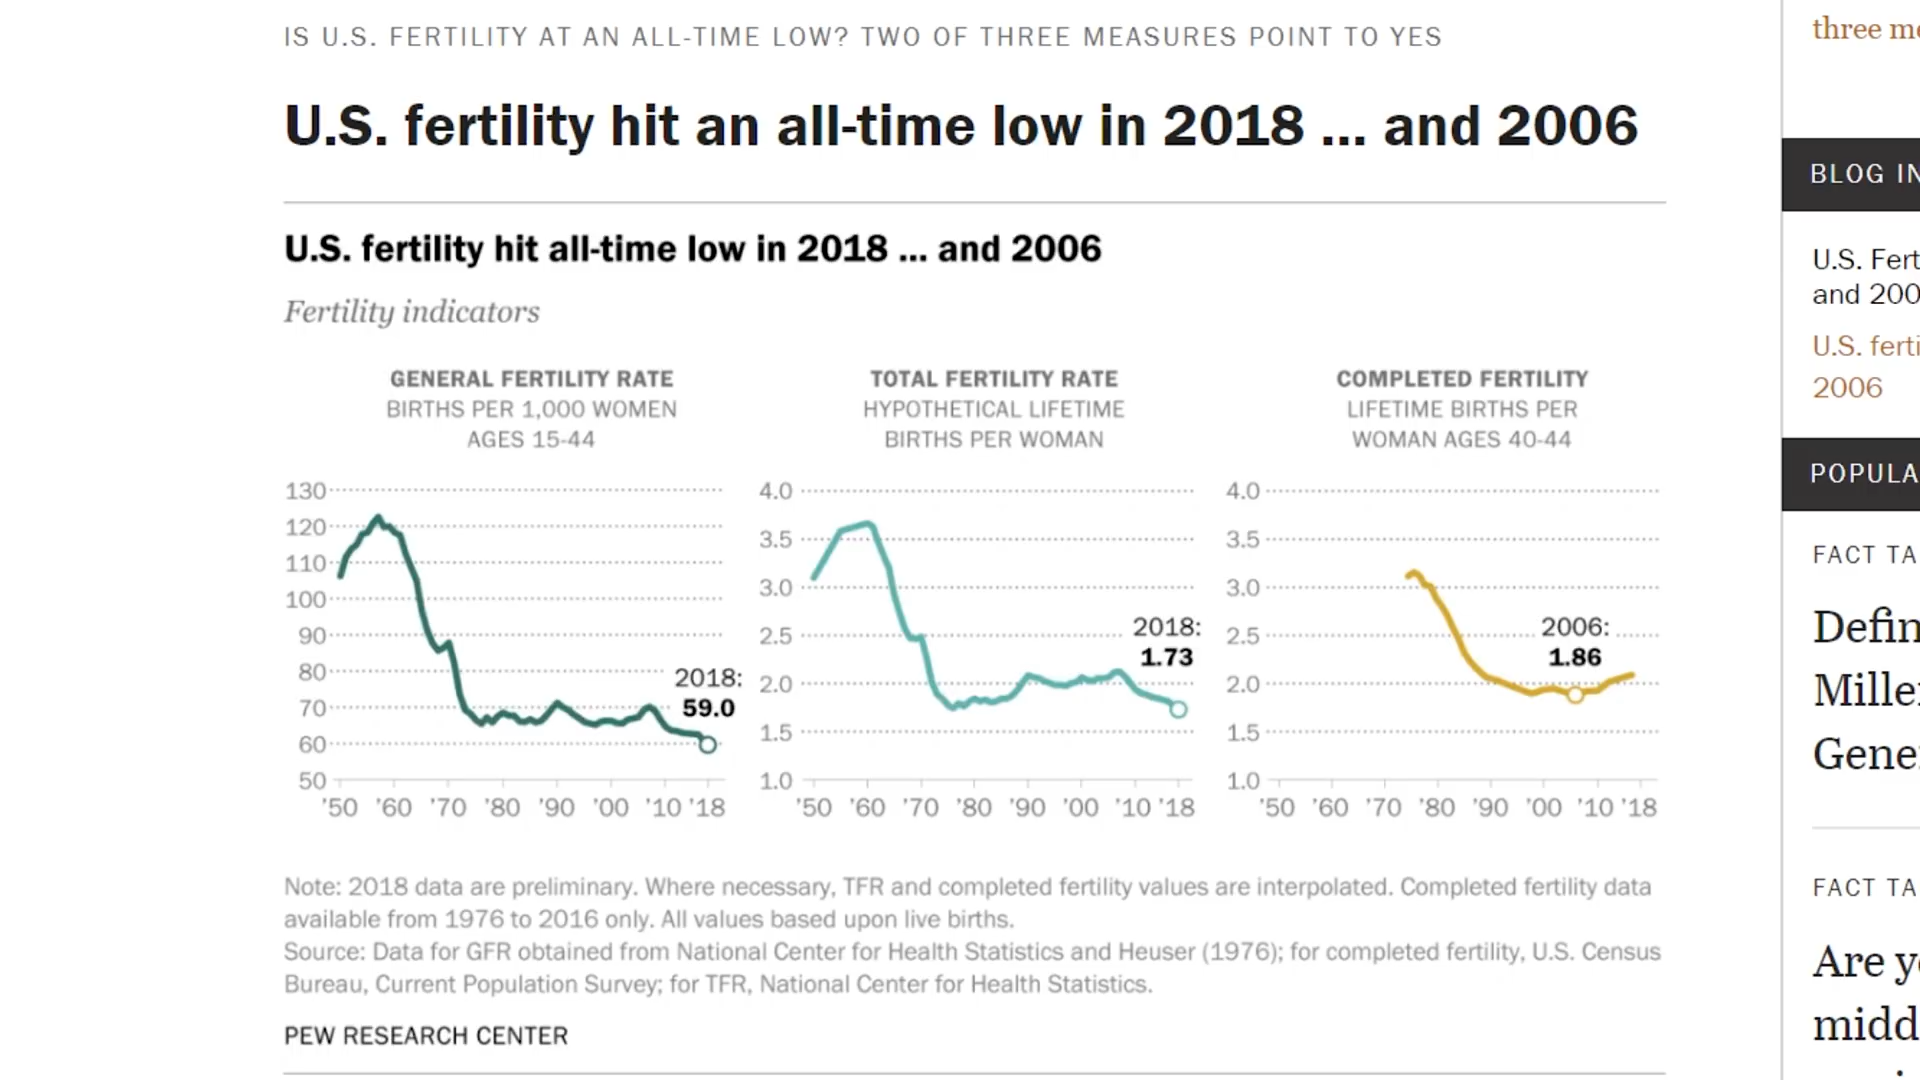 IS U.S. FERTILITY AT AN ALL-TIME LOW? TWO OF THREE MEASURES POINT TO YES
U.S. fertility hit an all-time low in 2018 ... and 2006
U.S. fertility hit all-time low in 2018 ... and 2006
Fertility indicators
GENERAL FERTILITY RATE
BIRTHS PER 1,000 WOMEN
AGES 15-44
130
120
110
100
90
80
70
60
50
2018:
59.0
'50 '60 '70 '80 '90 '00 '10 '18
TOTAL FERTILITY RATE
HYPOTHETICAL LIFETIME
BIRTHS PER WOMAN
4.0
3.5
3.0
2.5
2.0
1.5
1.0
2018:
1.73
'50 '60 '70 '80 '90 '00 '10 '18
COMPLETED FERTILITY
LIFETIME BIRTHS PER
WOMAN AGES 40-44
4.0
3.5
3.0
2.5
2.0
1.5
1.0
2006:
1.86
'50 '60 '70 '80 '90 '00 '10 '18
Note: 2018 data are preliminary. Where necessary, TFR and completed fertility values are interpolated. Completed fertility data
available from 1976 to 2016 only. All values based upon live births.
Source: Data for GFR obtained from National Center for Health Statistics and Heuser (1976); for completed fertility, U.S. Census
Bureau, Current Population Survey; for TFR, National Center for Health Statistics.
PEW RESEARCH CENTER
three
BLOG
U.S.
and
U.S.
2006
FACT
FACT
Are